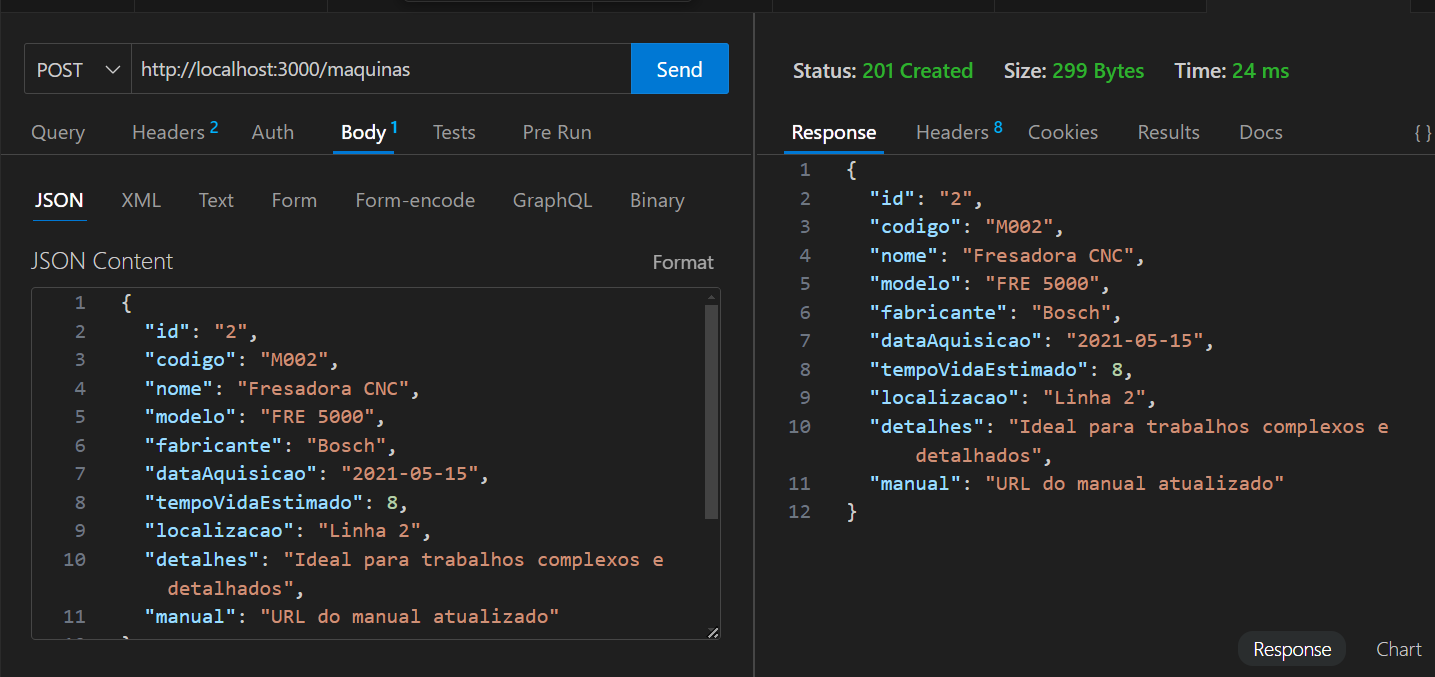 POST http://localhost:3000/maquinas Send
Query Headers 2 Auth Body 1 Tests Pre Run
JSON XML Text Form Form-encode GraphQL Binary
JSON Content Format
1 {
2 "id": "2",
3 "codigo": "M002",
4 "nome": "Fresadora CNC",
5 "modelo": "FRE 5000",
6 "fabricante": "Bosch",
7 "dataAquisicao": "2021-05-15",
8 "tempoVidaEstimado": 8,
9 "localizacao": "Linha 2",
10 "detalhes": "Ideal para trabalhos complexos e
detalhados",
11 "manual": "URL do manual atualizado"
Status: 201 Created Size: 299 Bytes Time: 24 ms
Response Headers 8 Cookies Results Docs { }
1 {
2 "id": "2",
3 "codigo": "M002",
4 "nome": "Fresadora CNC",
5 "modelo": "FRE 5000",
6 "fabricante": "Bosch",
7 "dataAquisicao": "2021-05-15",
8 "tempoVidaEstimado": 8,
9 "localizacao": "Linha 2",
10 "detalhes": "Ideal para trabalhos complexos e
detalhados",
11 "manual": "URL do manual atualizado"
12 }
Response Chart